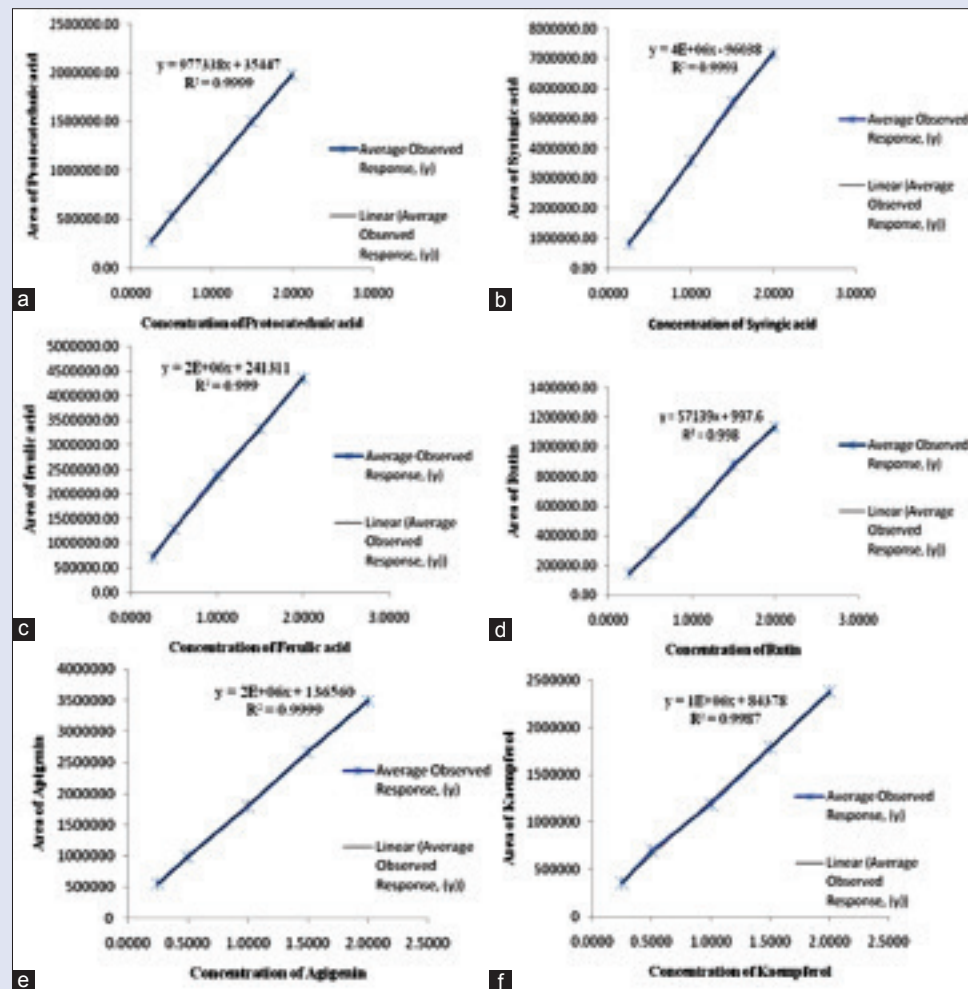 2500000.00
2000000.00
1500000.00
1000000.00
500000.00
0.00
0.0000 1.0000 2.0000 3.0000
Area of Protocatechuic acid
y = 977338x + 35447
R² = 0.9999
Average Observed
Response, (y)
Linear (Average
Observed
Response, (y))
Concentration of Protocatechuic acid
a
8000000.00
7000000.00
6000000.00
5000000.00
4000000.00
3000000.00
2000000.00
1000000.00
0.00
0.0000 1.0000 2.0000 3.0000
Area of Syringic acid
y = 4E+06x - 96038
R² = 0.9993
Average Observed
Response, (y)
Linear (Average
Observed
Response, (y))
Concentration of Syringic acid
b
5000000.00
4500000.00
4000000.00
3500000.00
3000000.00
2500000.00
2000000.00
1500000.00
1000000.00
500000.00
0.00
0.0000 1.0000 2.0000 3.0000
Area of ferulic acid
y = 2E+06x + 241311
R² = 0.999
Average Observed
Response, (y)
Linear (Average
Observed
Response, (y))
Concentration of Ferulic acid
c
1400000.00
1200000.00
1000000.00
800000.00
600000.00
400000.00
200000.00
0.00
0.0000 1.0000 2.0000 3.0000
Area of Rutin
y = 57139x + 997.6
R² = 0.998
Average Observed
Response, (y)
Linear (Average
Observed
Response, (y))
Concentration of Rutin
d
4000000
3500000
3000000
2500000
2000000
1500000
1000000
500000
0
0.0000 0.5000 1.0000 1.5000 2.0000 2.5000
Area of Apigenin
y = 2E+06x + 136560
R² = 0.9999
Average Observed
Response, (y)
Linear (Average
Observed
Response, (y))
Concentration of Agigenin
e
2500000
2000000
1500000
1000000
500000
0
0.0000 0.5000 1.0000 1.5000 2.0000 2.5000
Area of Kaempferol
y = 1E+06x + 84378
R² = 0.9987
Average Observed
Response, (y)
Linear (Average
Observed
Response, (y))
Concentration of Kaempferol
f